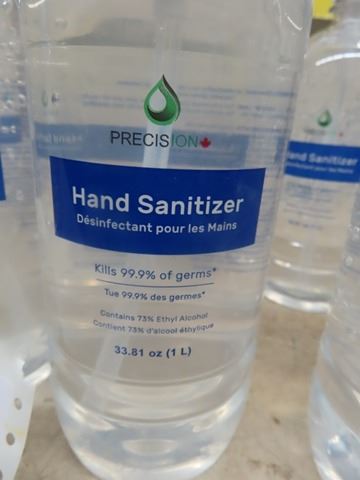 PRECISION
Hand Sanitizer
Désinfectant pour les Mains
Kills 99.9% of germs*
Tue 99.9% des germes*
Contains 73% Ethyl Alcohol
Contient 73% d'alcool éthylique
33.81 oz (1 L)
Hand Sanitizer